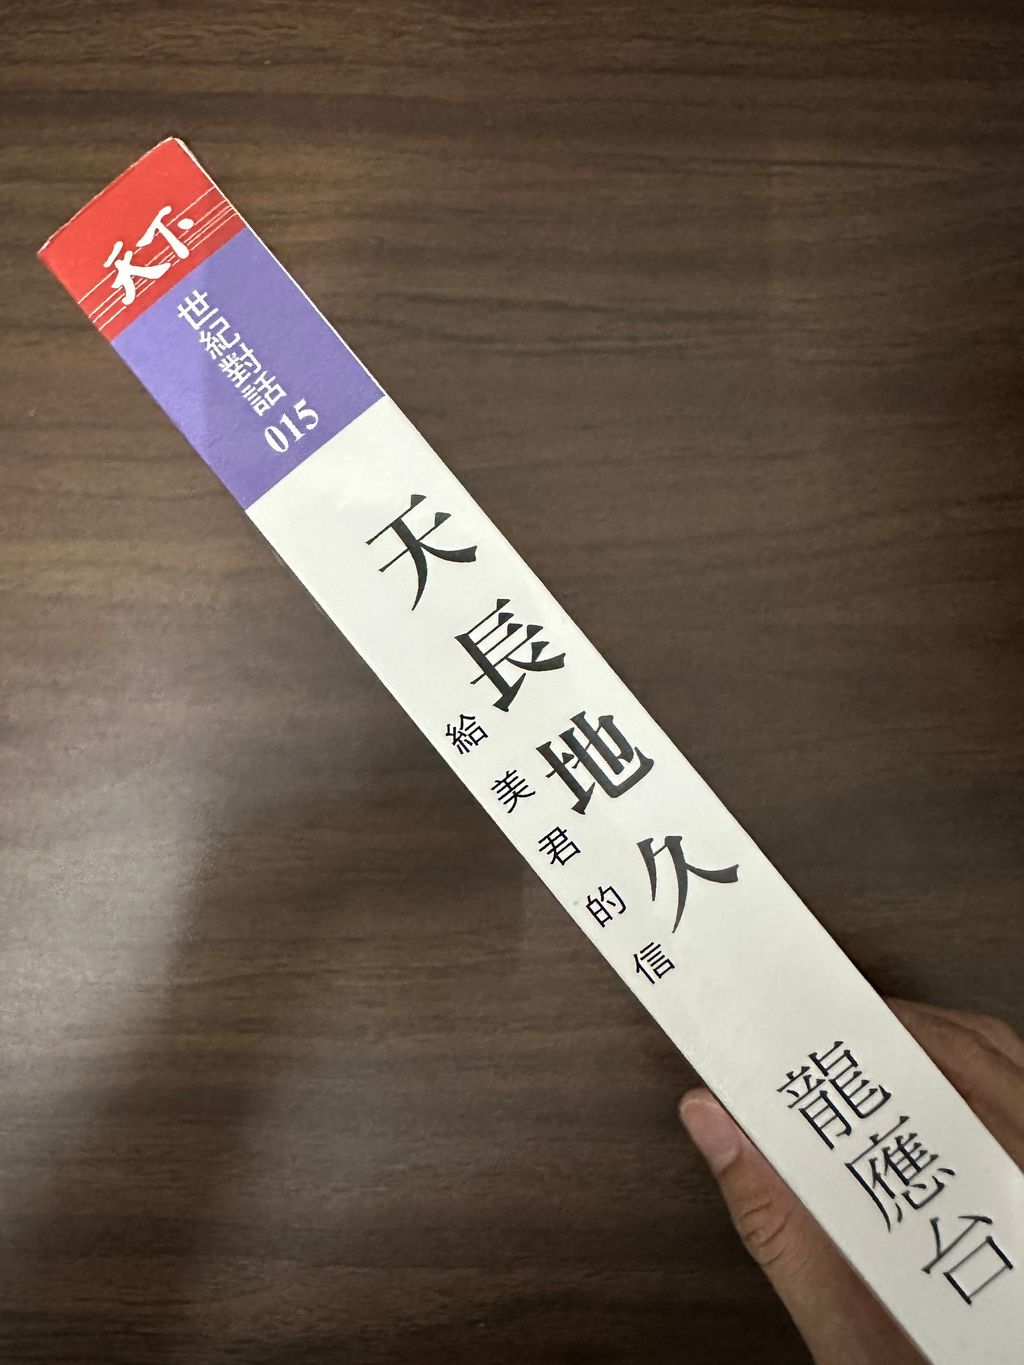 天下
世紀對話
015
天長地久
給美君的信
龍應台